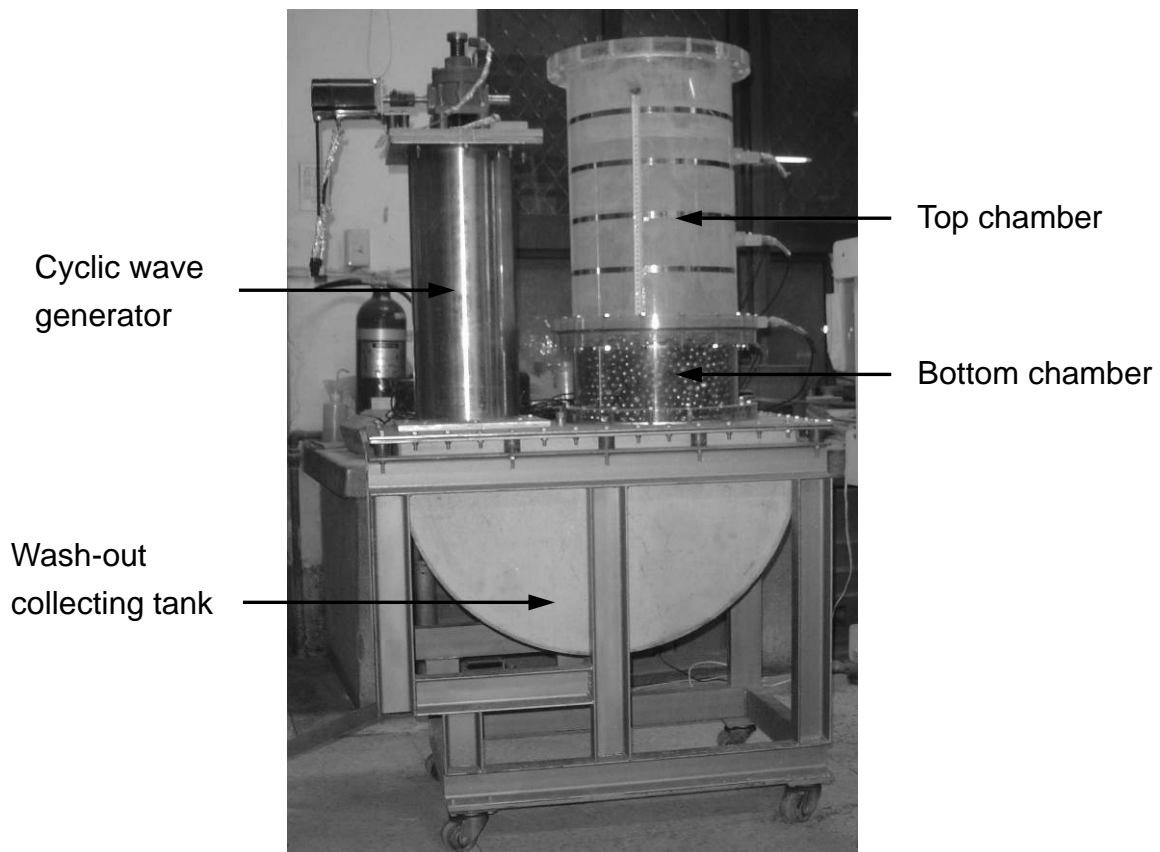 Top chamber
Cyclic wave
generator
Bottom chamber
Wash-out
collecting tank